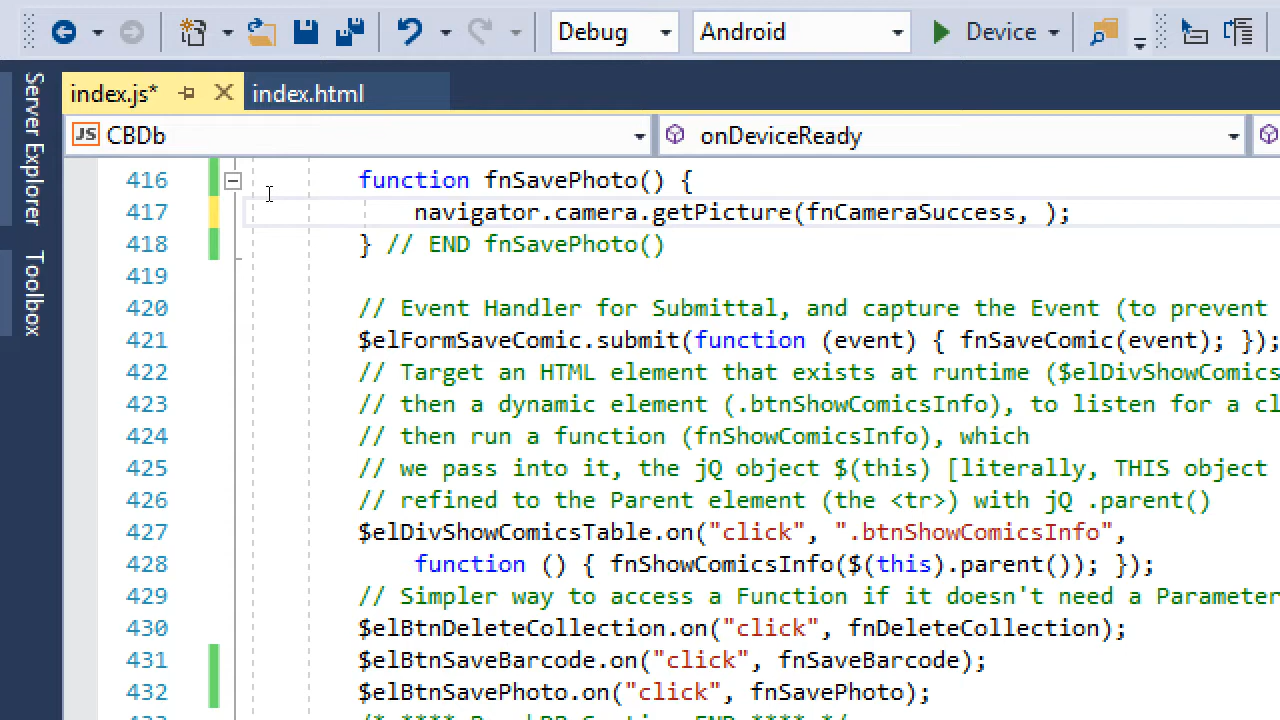 Debug Android Device
Server Explorer
Toolbox
index.js* index.html
JS CBDb onDeviceReady
416 function fnSavePhoto() {
417 navigator.camera.getPicture(fnCameraSuccess, );
418 } // END fnSavePhoto()
419
420 // Event Handler for Submittal, and capture the Event (to prevent
421 $elFormSaveComic.submit(function (event) { fnSaveComic(event); });
422 // Target an HTML element that exists at runtime ($elDivShowComics
423 // then a dynamic element (.btnShowComicsInfo), to listen for a cl
424 // then run a function (fnShowComicsInfo), which
425 // we pass into it, the jQ object $(this) [literally, THIS object
426 // refined to the Parent element (the <tr>) with jQ .parent()
427 $elDivShowComicsTable.on("click", ".btnShowComicsInfo",
428 function () { fnShowComicsInfo($(this).parent()); });
429 // Simpler way to access a Function if it doesn't need a Parameter
430 $elBtnDeleteCollection.on("click", fnDeleteCollection);
431 $elBtnSaveBarcode.on("click", fnSaveBarcode);
432 $elBtnSavePhoto.on("click", fnSavePhoto);